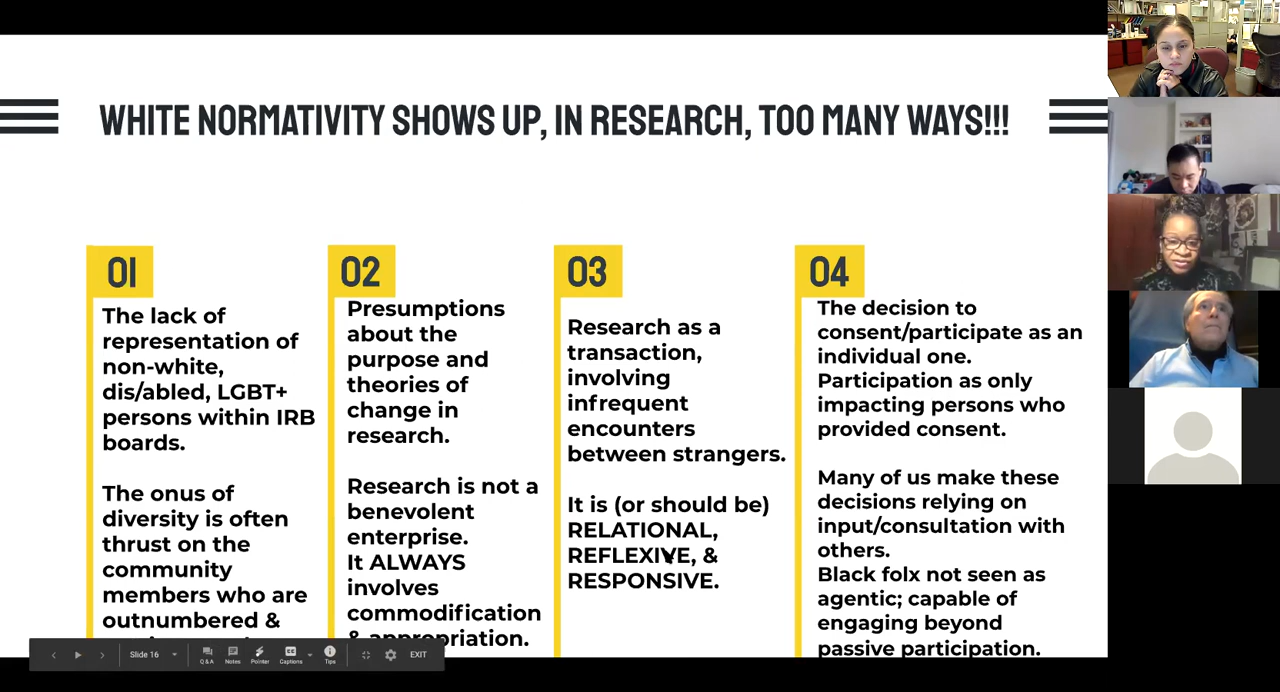 WHITE NORMATIVITY SHOWS UP, IN RESEARCH, TOO MANY WAYS!!!
01
The lack of
representation of
non-white,
dis/abled, LGBT+
persons within IRB
boards.
The onus of
diversity is often
thrust on the
community
members who are
outnumbered &
02
Presumptions
about the
purpose and
theories of
change in
research.
Research is not a
benevolent
enterprise.
It ALWAYS
involves
commodification
& appropriation.
03
Research as a
transaction,
involving
infrequent
encounters
between strangers.
It is (or should be)
RELATIONAL,
REFLEXIVE, &
RESPONSIVE.
04
The decision to
consent/participate as an
individual one.
Participation as only
impacting persons who
provided consent.
Many of us make these
decisions relying on
input/consultation with
others.
Black folx not seen as
agentic; capable of
engaging beyond
passive participation.
Slide 16
Q & A
Notes
Pointer
Captions
Tips
EXIT